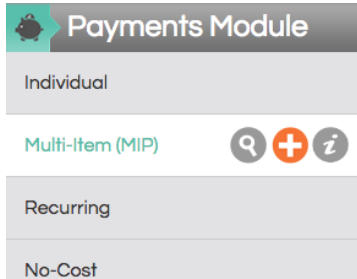 Payments Module
Individual
Multi-Item (MIP)
Recurring
No-Cost